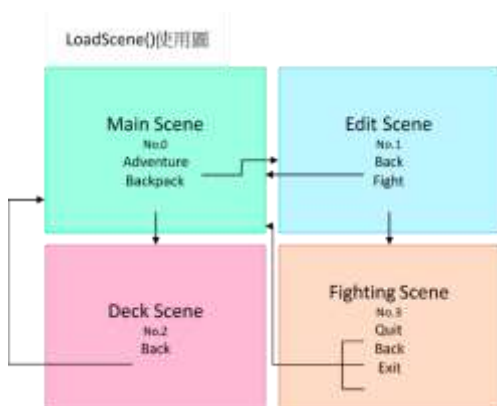 LoadScene()使用圖
Main Scene
No.0
Adventure
Backpack
Edit Scene
No.1
Back
Fight
Deck Scene
No.2
Back
Fighting Scene
No.3
Quit
Back
Exit